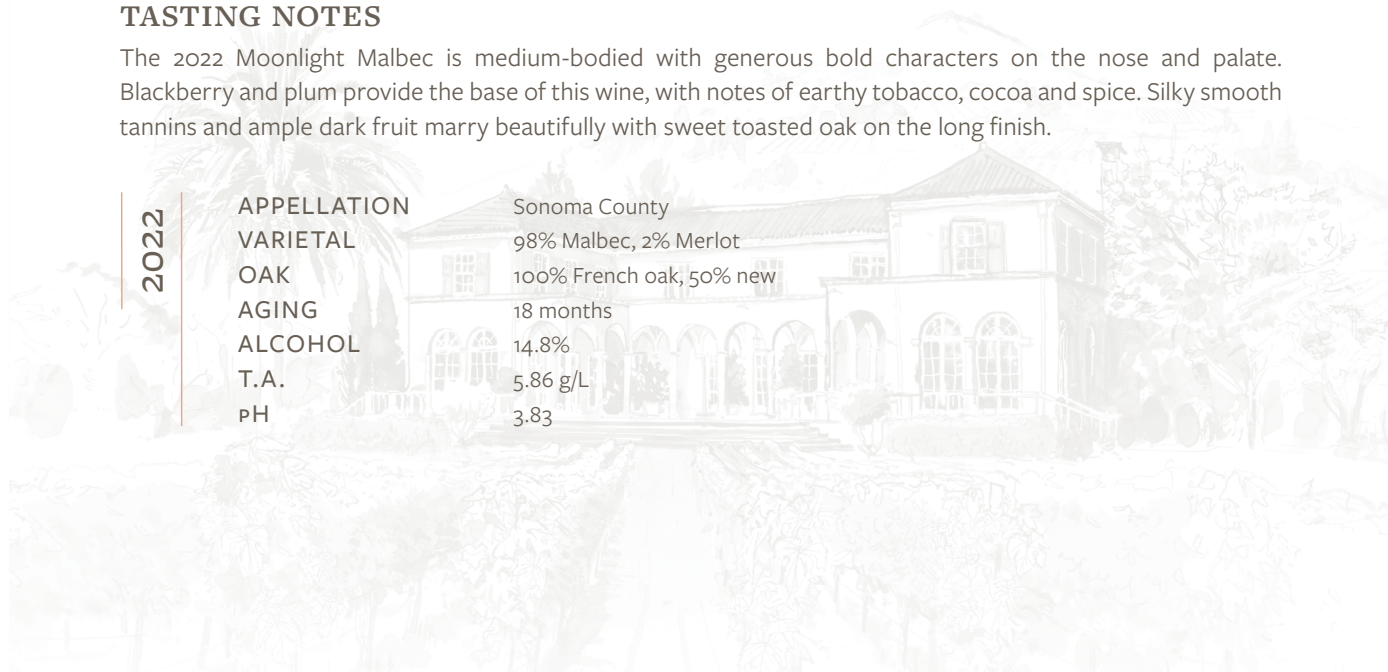 TASTING NOTES
The 2022 Moonlight Malbec is medium-bodied with generous bold characters on the nose and palate.
Blackberry and plum provide the base of this wine, with notes of earthy tobacco, cocoa and spice. Silky smooth
tannins and ample dark fruit marry beautifully with sweet toasted oak on the long finish.
2022
APPELLATION Sonoma County
VARIETAL 98% Malbec, 2% Merlot
OAK 100% French oak, 50% new
AGING 18 months
ALCOHOL 14.8%
T.A. 5.86 g/L
pH 3.83